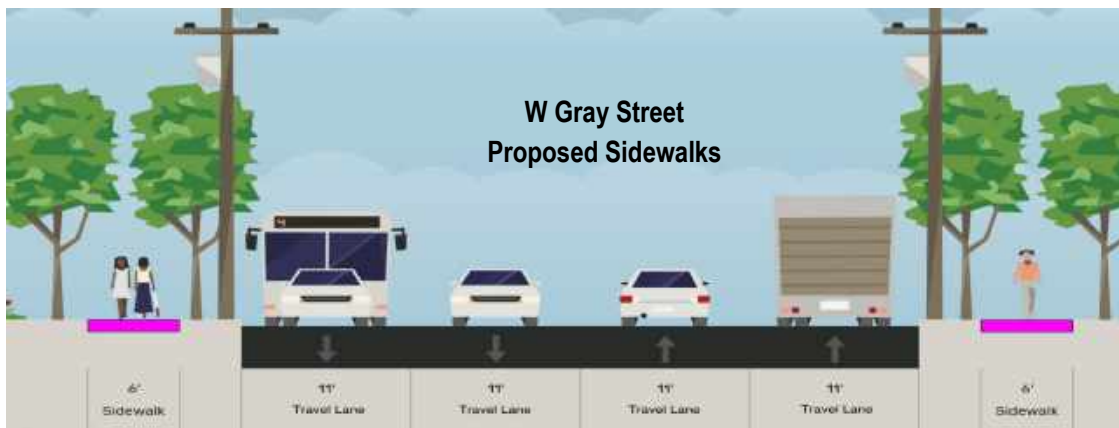 W Gray Street
Proposed Sidewalks
6'
Sidewalk
11'
Travel Lane
11'
Travel Lane
11'
Travel Lane
11'
Travel Lane
6'
Sidewalk